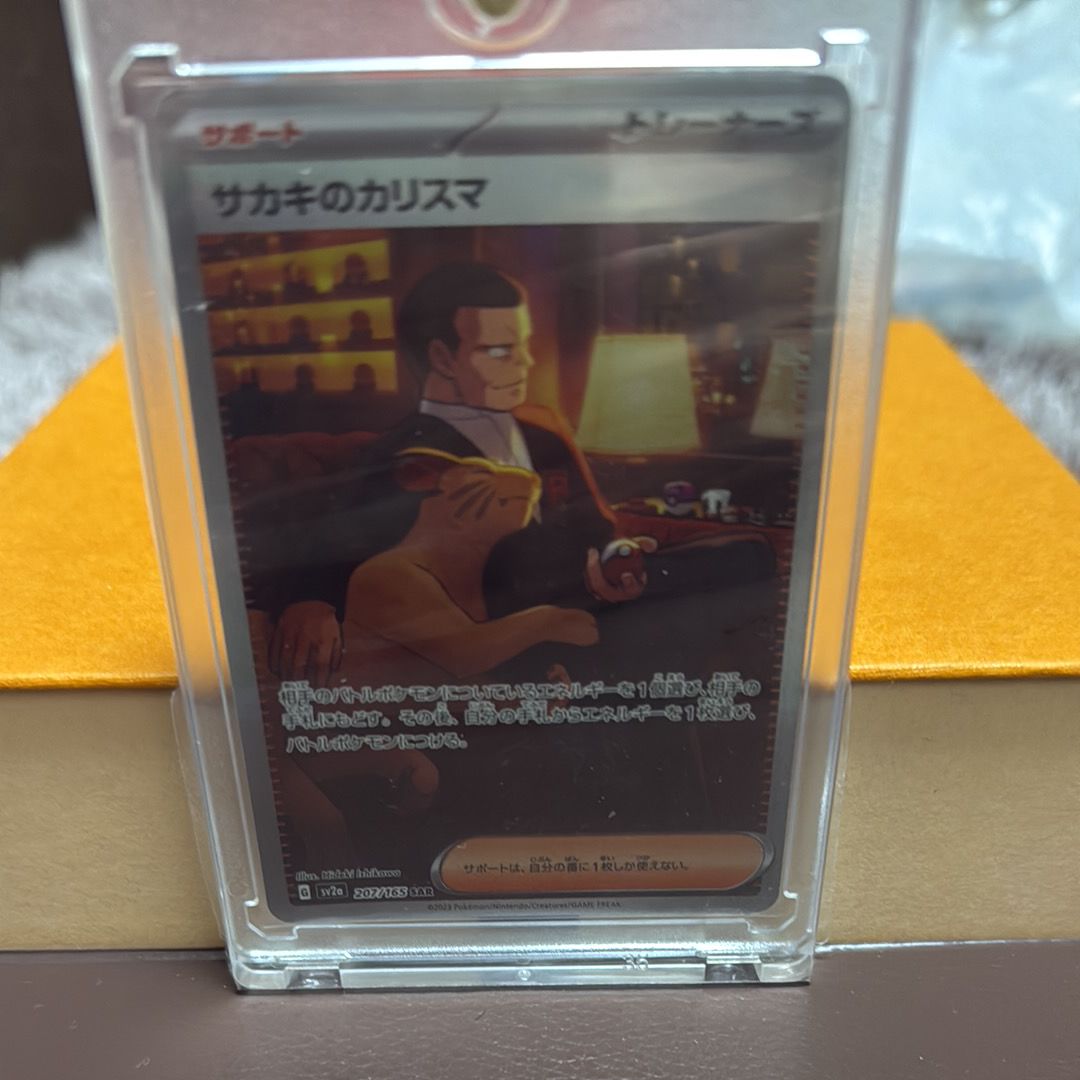 サポート
トレーナーズ
サカキのカリスマ
相手のバトルポケモンについているエネルギーを1個選び、相手の
手札にもどす。その後、自分の手札からエネルギーを1枚選び、
バトルポケモンにつける。
サポートは、自分の番に1枚しか使えない。
Illus. Hideki Ishikawa
G sv2a 207/165 SAR
©2023 Pokémon/Nintendo/Creatures/GAME FREAK